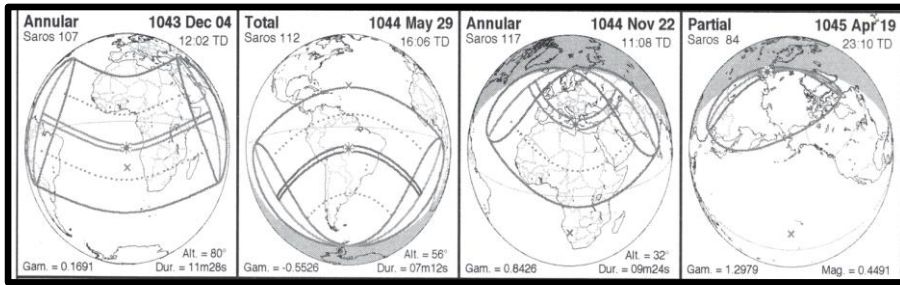 Annular 1043 Dec 04
Saros 107 12:02 TD
Alt. = 80°
Gam. = 0.1691 Dur. = 11m28s
Total 1044 May 29
Saros 112 16:06 TD
Alt. = 56°
Gam. = -0.5526 Dur. = 07m12s
Annular 1044 Nov 22
Saros 117 11:08 TD
Alt. = 32°
Gam. = 0.8426 Dur. = 09m24s
Partial 1045 Apr 19
Saros 84 23:10 TD
Gam. = 1.2979 Mag. = 0.4491